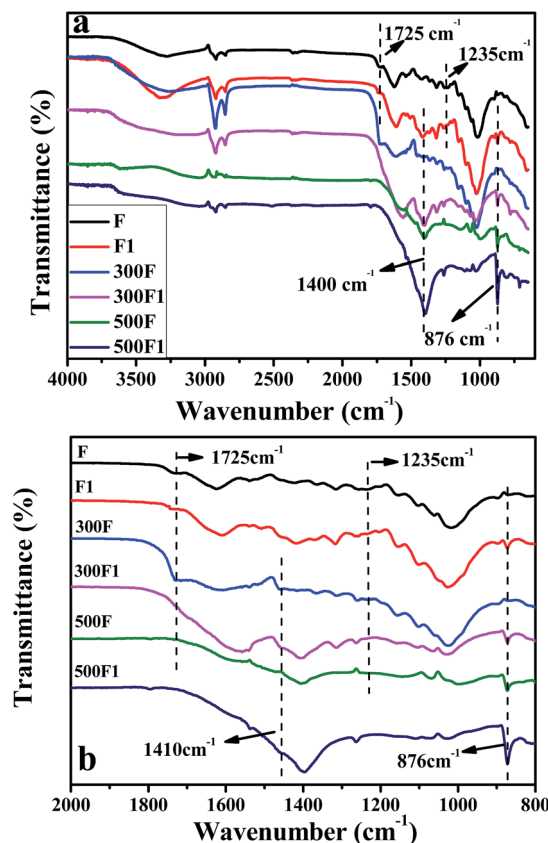 a
1725 cm⁻¹
1235cm⁻¹
Transmittance (%)
F
F1
300F
300F1
500F
500F1
1400 cm⁻¹
876 cm⁻¹
4000 3500 3000 2500 2000 1500 1000
Wavenumber (cm⁻¹)
F
1725cm⁻¹
1235cm⁻¹
F1
300F
300F1
500F
500F1
Transmittance (%)
1410cm⁻¹
876cm⁻¹
b
2000 1800 1600 1400 1200 1000 800
Wavenumber (cm⁻¹)